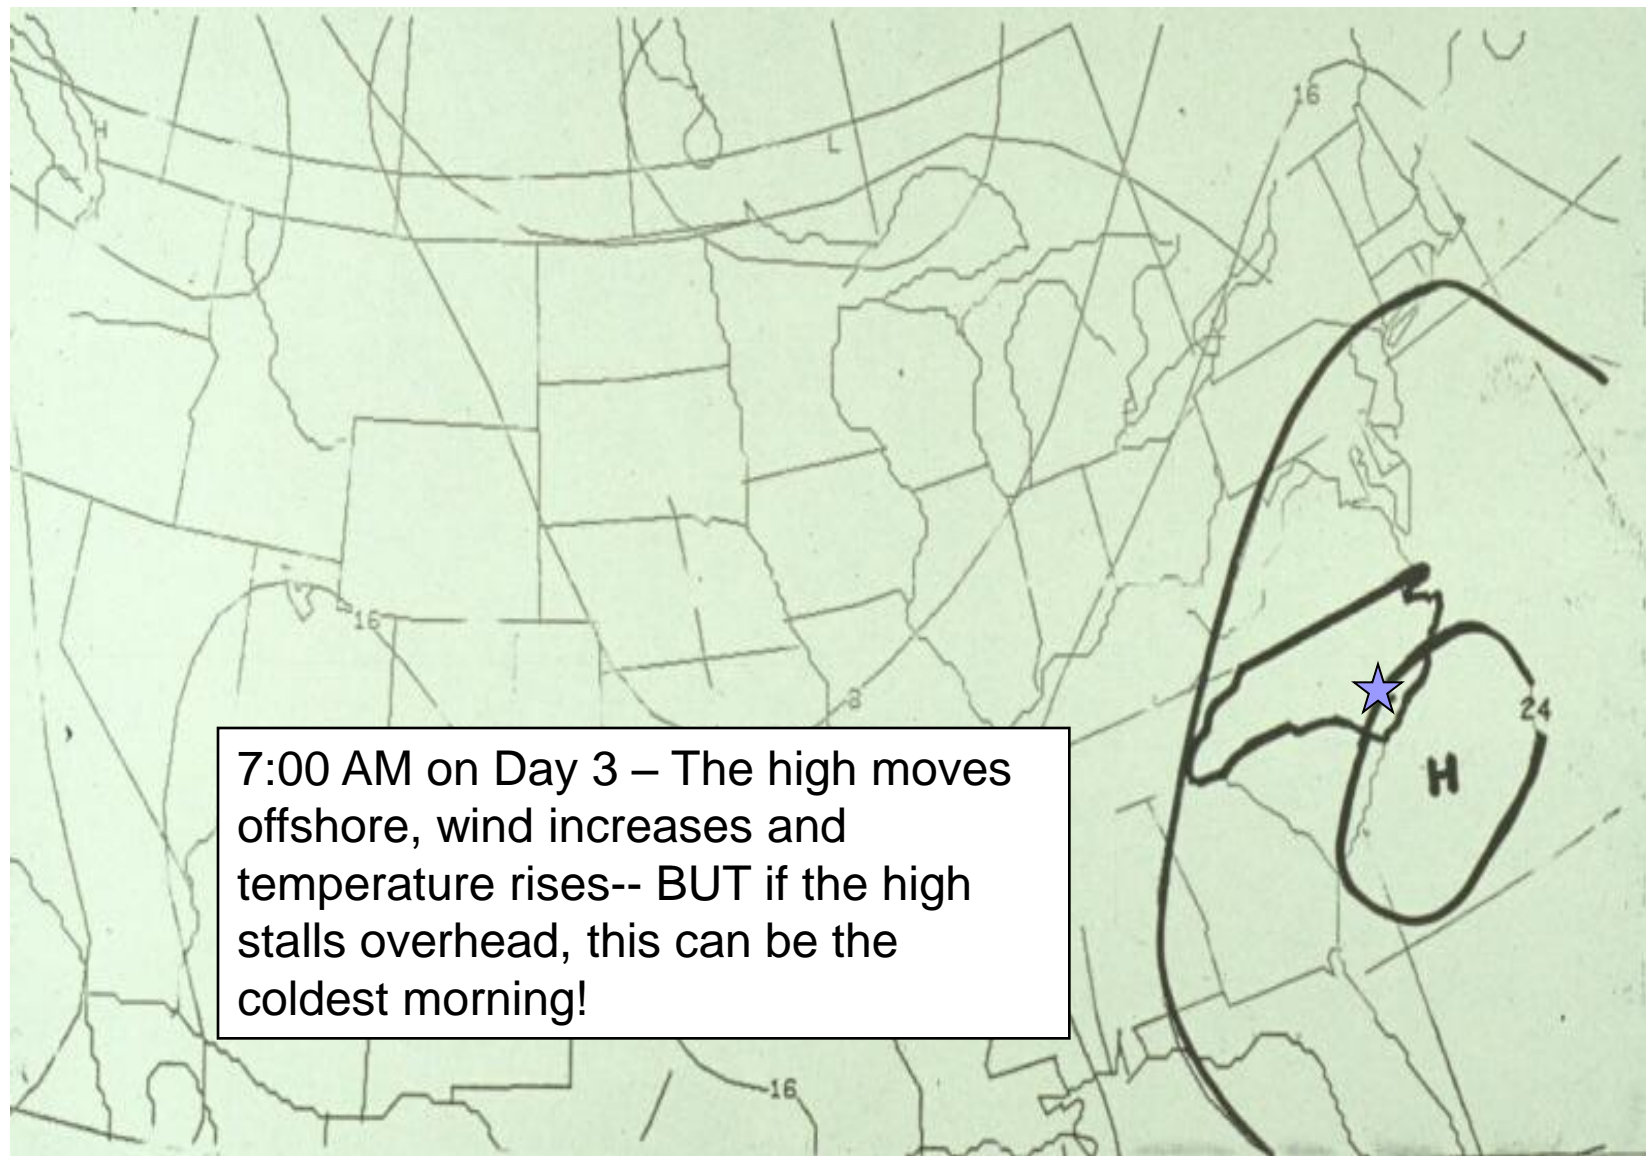 16
H
L
16
8
24
H
7:00 AM on Day 3 – The high moves
offshore, wind increases and
temperature rises-- BUT if the high
stalls overhead, this can be the
coldest morning!
16